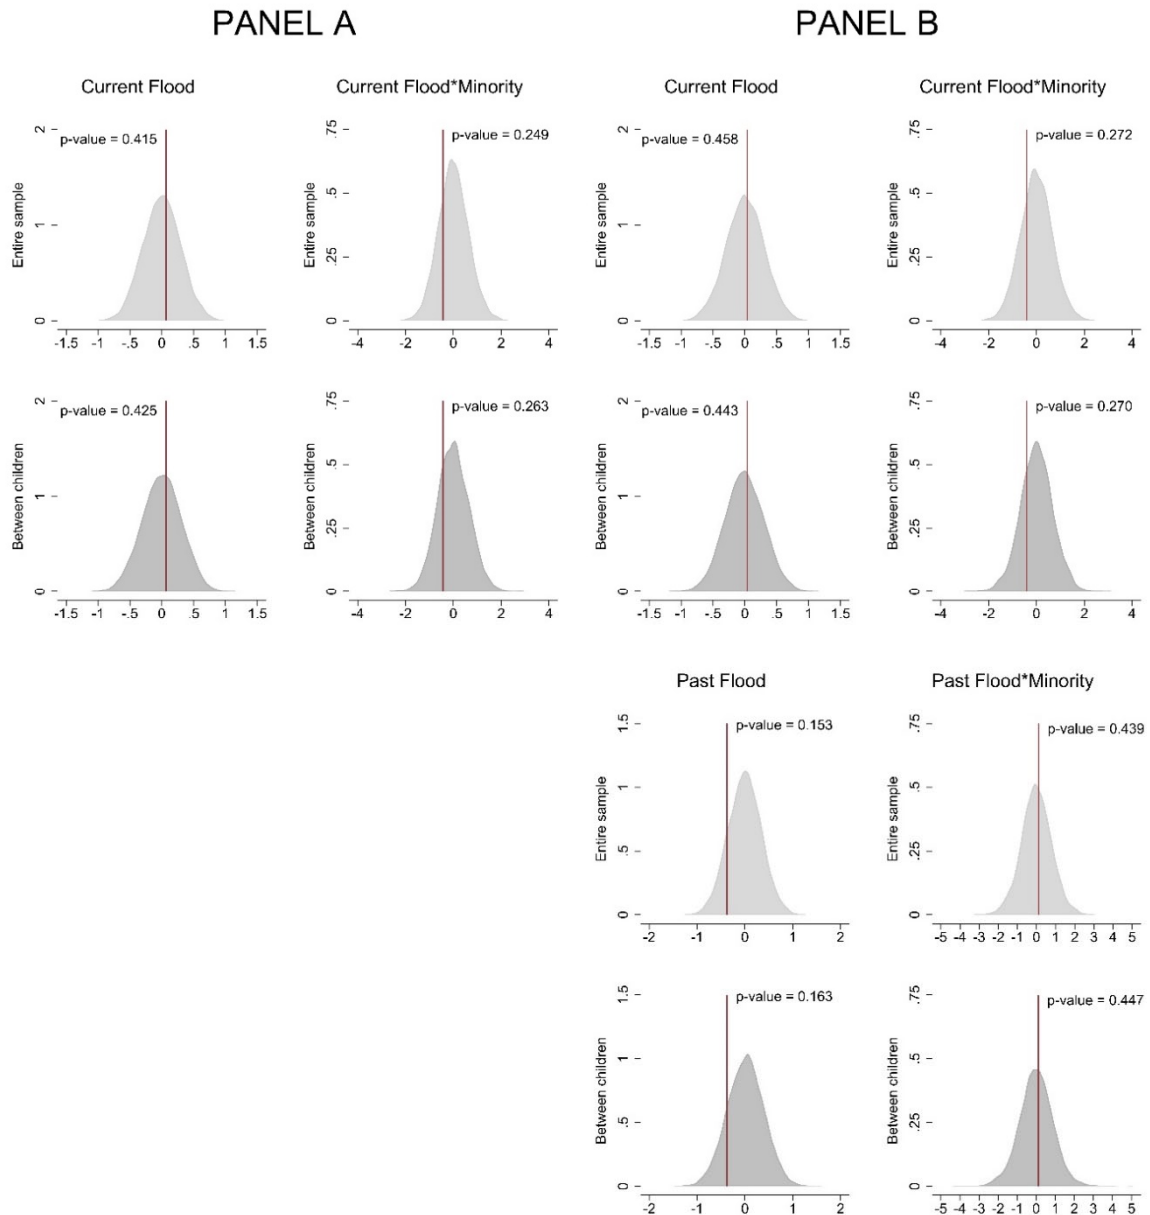 PANEL A
PANEL B
Current Flood
Current Flood*Minority
Current Flood
Current Flood*Minority
p-value = 0.415
p-value = 0.249
p-value = 0.458
p-value = 0.272
Entire sample
0 1 2
-1.5 -1 -.5 0 .5 1 1.5
Entire sample
0 .25 .5 .75
-4 -2 0 2 4
Entire sample
0 1 2
-1.5 -1 -.5 0 .5 1 1.5
Entire sample
0 .25 .5 .75
-4 -2 0 2 4
p-value = 0.425
p-value = 0.263
p-value = 0.443
p-value = 0.270
Between children
0 1 2
-1.5 -1 -.5 0 .5 1 1.5
Between children
0 .25 .5 .75
-4 -2 0 2 4
Between children
0 1 2
-1.5 -1 -.5 0 .5 1 1.5
Between children
0 .25 .5 .75
-4 -2 0 2 4
Past Flood
Past Flood*Minority
p-value = 0.153
p-value = 0.439
Entire sample
0 .5 1 1.5
-2 -1 0 1 2
Entire sample
0 .25 .5 .75
-5 -4 -3 -2 -1 0 1 2 3 4 5
p-value = 0.163
p-value = 0.447
Between children
0 .5 1 1.5
-2 -1 0 1 2
Between children
0 .25 .5 .75
-5 -4 -3 -2 -1 0 1 2 3 4 5